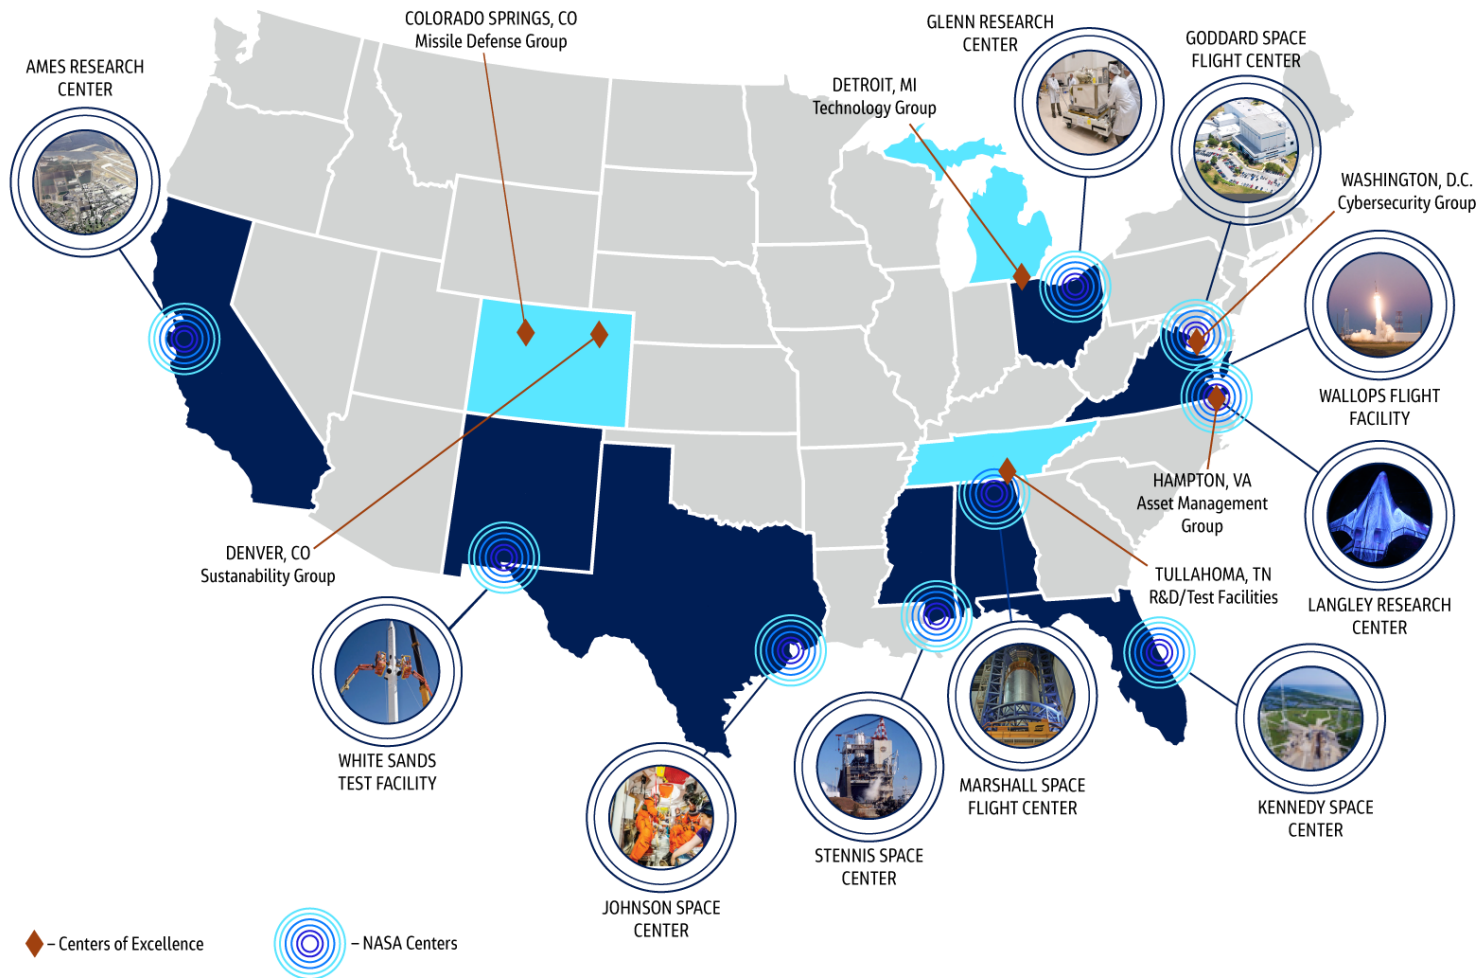 COLORADO SPRINGS, CO
Missile Defense Group
GLENN RESEARCH
CENTER
GODDARD SPACE
FLIGHT CENTER
AMES RESEARCH
CENTER
DETROIT, MI
Technology Group
WASHINGTON, D.C.
Cybersecurity Group
WALLOPS FLIGHT
FACILITY
HAMPTON, VA
Asset Management
Group
DENVER, CO
Sustanability Group
TULLAHOMA, TN
R&D/Test Facilities
LANGLEY RESEARCH
CENTER
WHITE SANDS
TEST FACILITY
MARSHALL SPACE
FLIGHT CENTER
KENNEDY SPACE
CENTER
STENNIS SPACE
CENTER
JOHNSON SPACE
CENTER
– Centers of Excellence
– NASA Centers